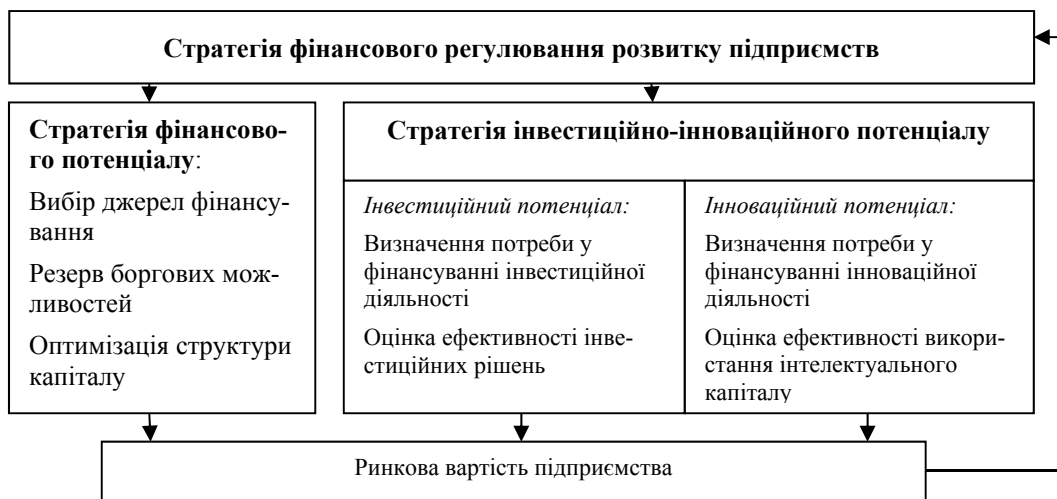 Стратегія фінансового регулювання розвитку підприємств
Стратегія фінансово-
го потенціалу:
Вибір джерел фінансу-
вання
Резерв боргових мож-
ливостей
Оптимізація структури
капіталу
Стратегія інвестиційно-інноваційного потенціалу
Інвестиційний потенціал:
Визначення потреби у
фінансуванні інвестиційної
діяльності
Оцінка ефективності інве-
стиційних рішень
Інноваційний потенціал:
Визначення потреби у
фінансуванні інноваційної
діяльності
Оцінка ефективності викори-
стання інтелектуального
капіталу
Ринкова вартість підприємства